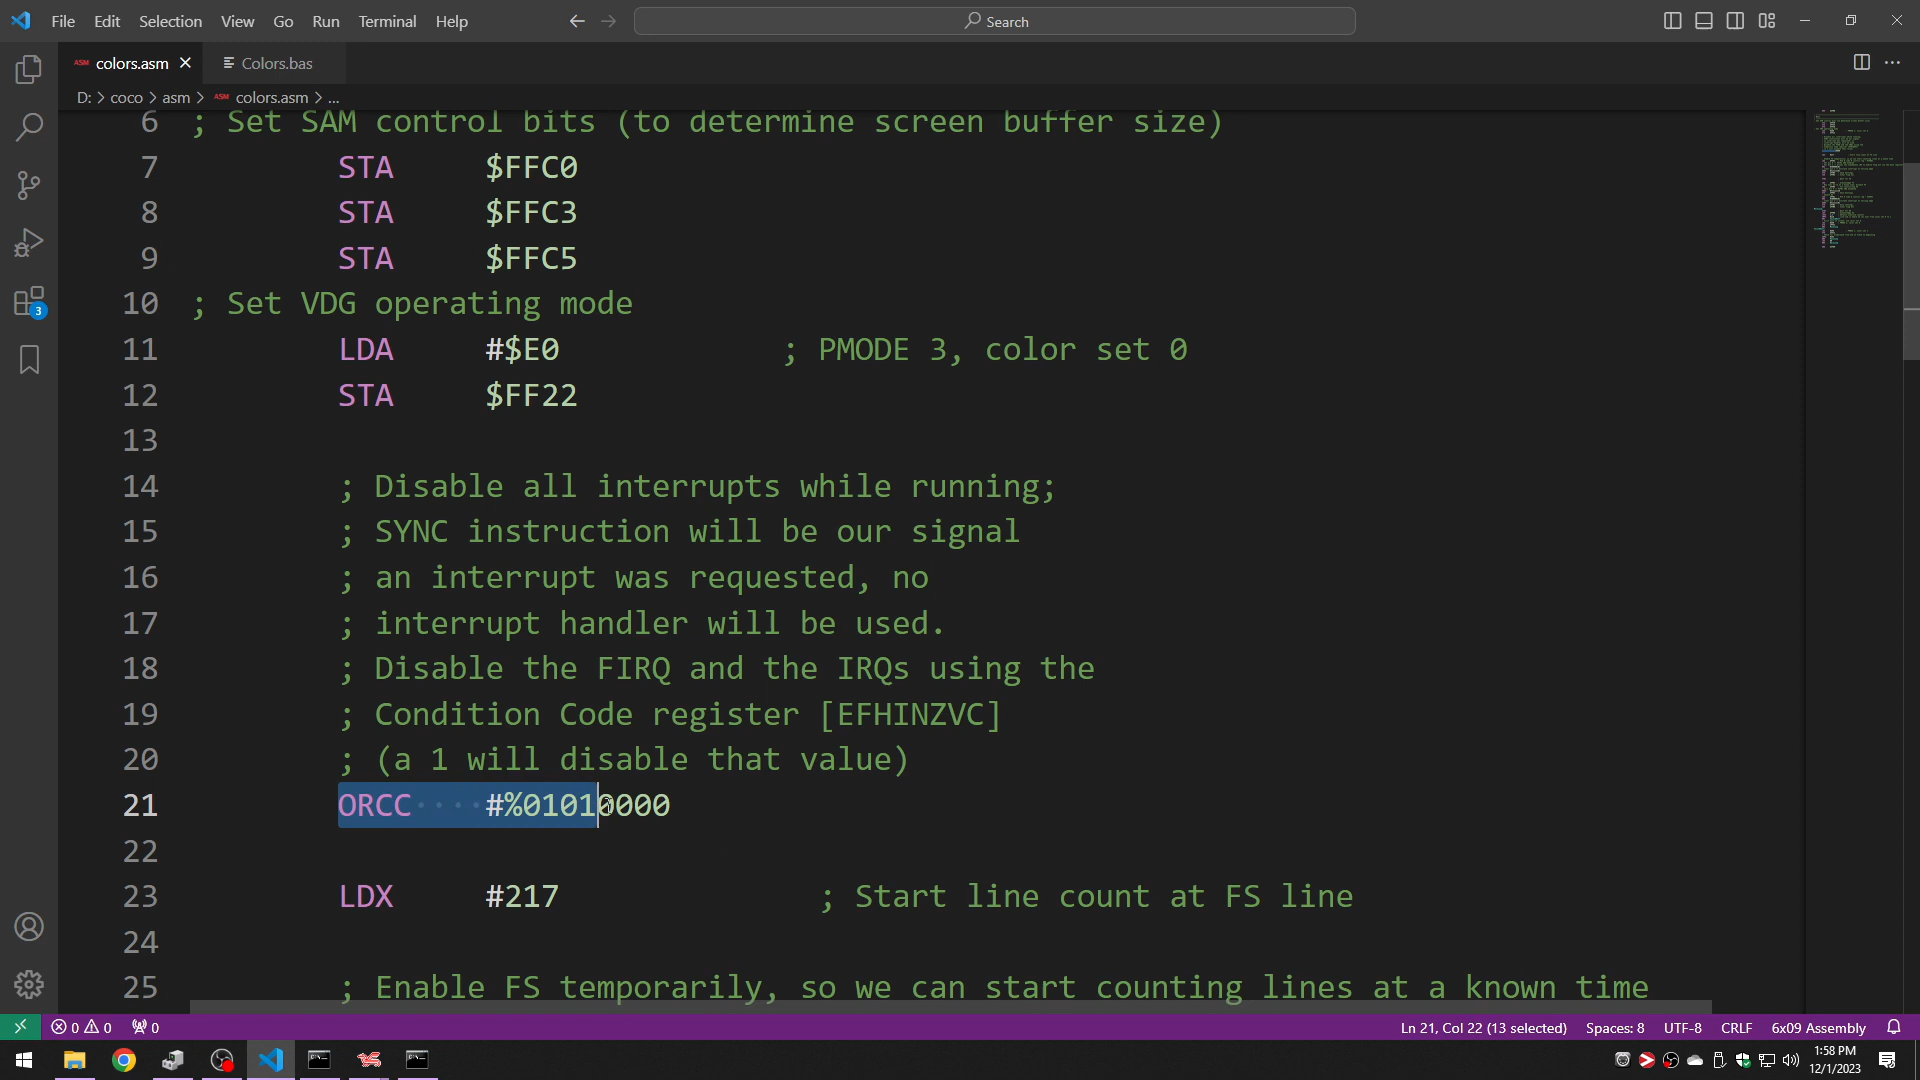 File Edit Selection View Go Run Terminal Help Search
ASM colors.asm Colors.bas
D: > coco > asm > ASM colors.asm > ...
6 ; Set SAM control bits (to determine screen buffer size)
7 STA $FFC0
8 STA $FFC3
9 STA $FFC5
10 ; Set VDG operating mode
11 LDA #$E0 ; PMODE 3, color set 0
12 STA $FF22
13
14 ; Disable all interrupts while running;
15 ; SYNC instruction will be our signal
16 ; an interrupt was requested, no
17 ; interrupt handler will be used.
18 ; Disable the FIRQ and the IRQs using the
19 ; Condition Code register [EFHINZVC]
20 ; (a 1 will disable that value)
21 ORCC #%01010000
22
23 LDX #217 ; Start line count at FS line
24
25 ; Enable FS temporarily, so we can start counting lines at a known time
3
0 0 0 Ln 21, Col 22 (13 selected) Spaces: 8 UTF-8 CRLF 6x09 Assembly
1:58 PM
12/1/2023